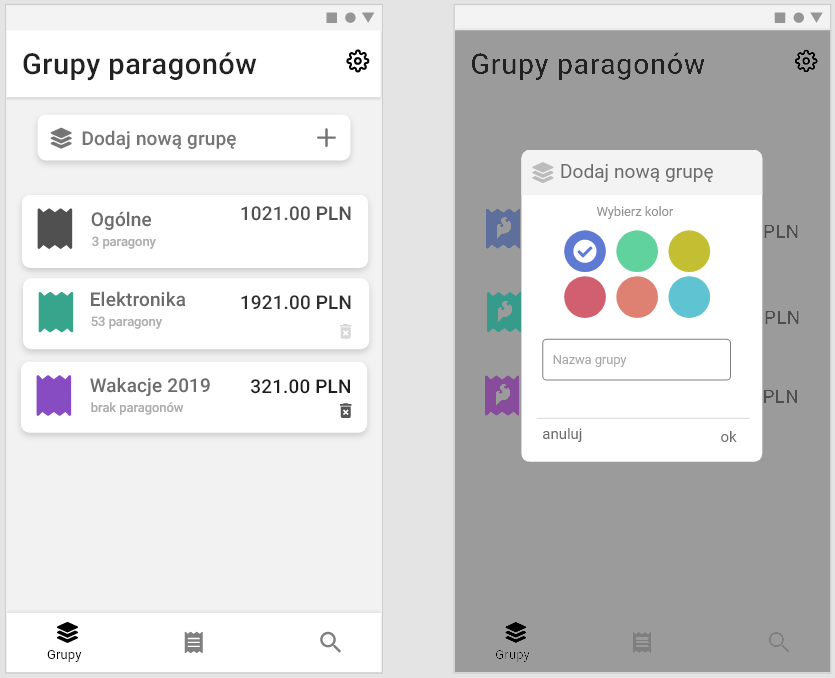 Grupy paragonów
Dodaj nową grupę
Ogólne
1021.00 PLN
3 paragony
Elektronika
1921.00 PLN
53 paragony
Wakacje 2019
321.00 PLN
brak paragonów
Grupy
Grupy paragonów
Dodaj nową grupę
Wybierz kolor
PLN
PLN
Nazwa grupy
PLN
anuluj
ok
Grupy